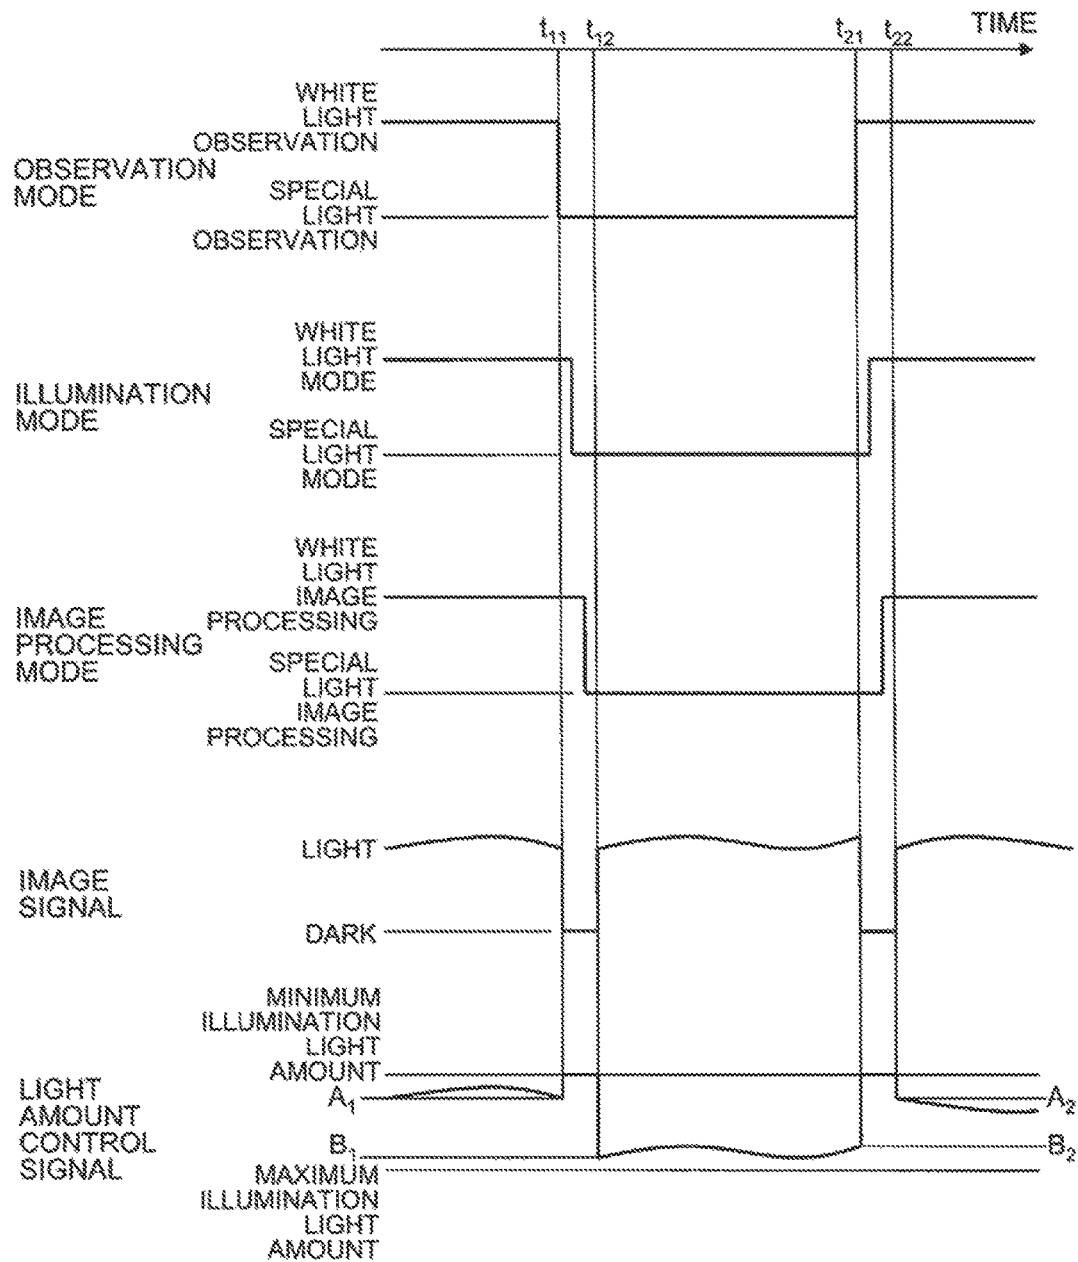 t11 t12 t21 t22 TIME
WHITE
LIGHT
OBSERVATION
OBSERVATION
MODE
SPECIAL
LIGHT
OBSERVATION
WHITE
LIGHT
MODE
ILLUMINATION
MODE
SPECIAL
LIGHT
MODE
WHITE
LIGHT
IMAGE
PROCESSING
IMAGE
PROCESSING
MODE
SPECIAL
LIGHT
IMAGE
PROCESSING
LIGHT
IMAGE
SIGNAL
DARK
MINIMUM
ILLUMINATION
LIGHT
AMOUNT
LIGHT
AMOUNT
CONTROL
SIGNAL
A1
A2
B1
B2
MAXIMUM
ILLUMINATION
LIGHT
AMOUNT